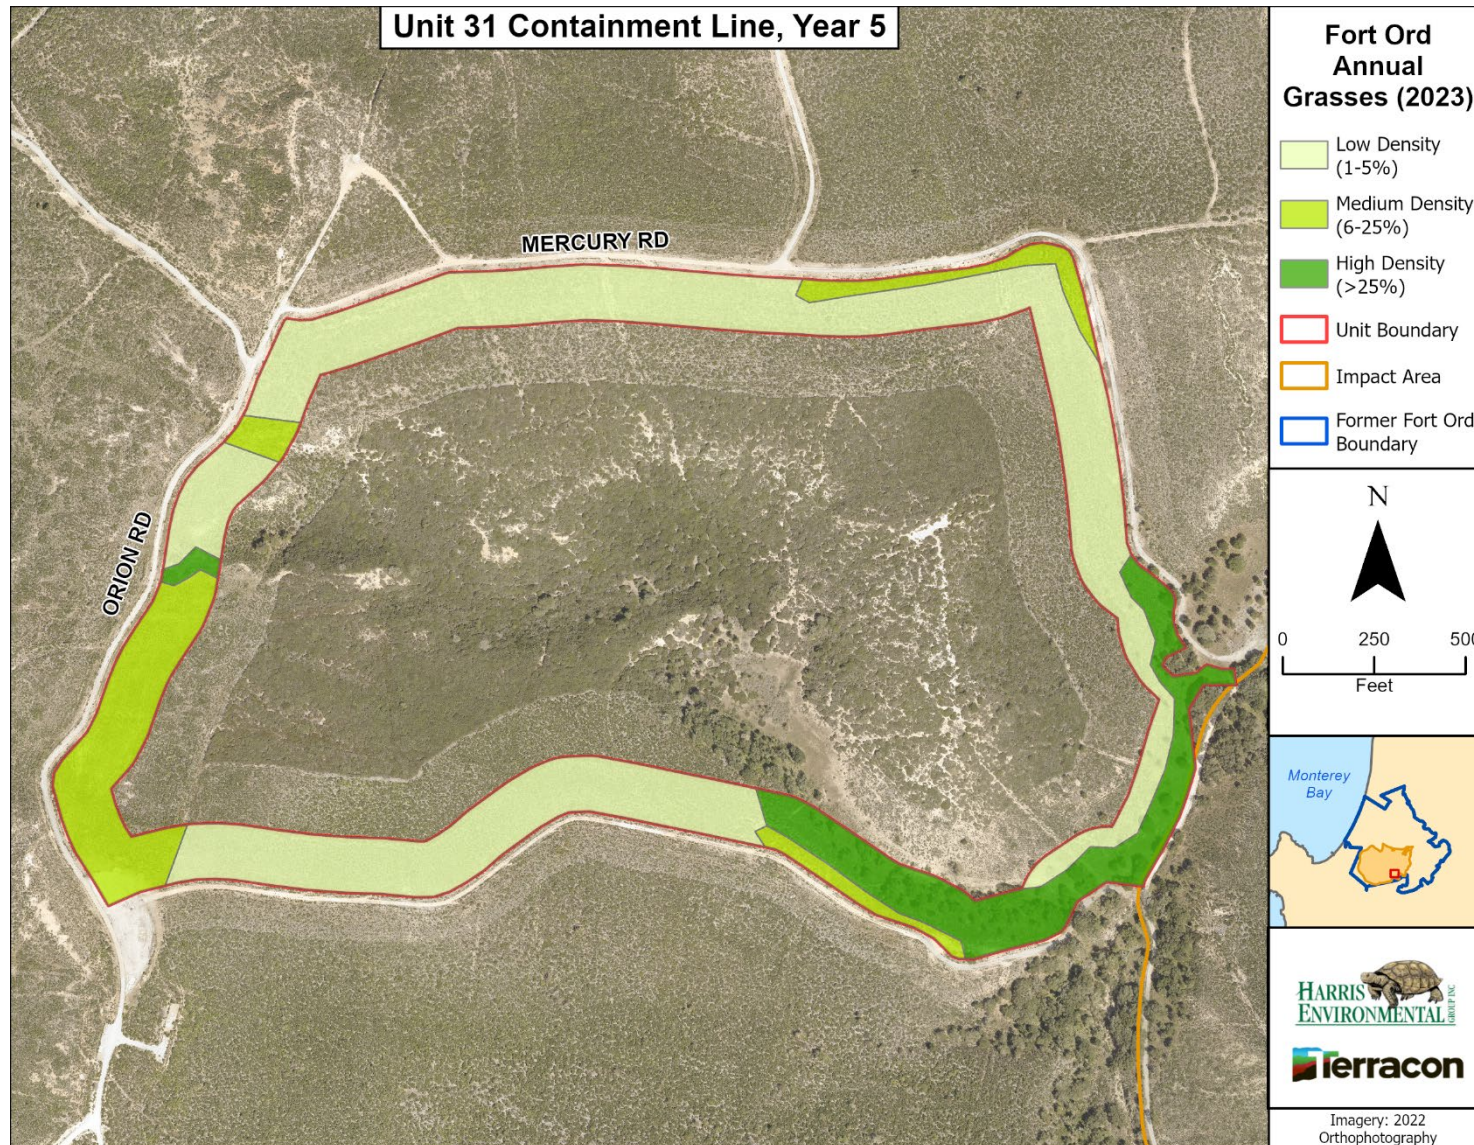 Unit 31 Containment Line, Year 5
MERCURY RD
ORION RD
Fort Ord
Annual
Grasses (2023)
Low Density
(1-5%)
Medium Density
(6-25%)
High Density
(>25%)
Unit Boundary
Impact Area
Former Fort Ord
Boundary
N
0 250 500
Feet
Monterey
Bay
HARRIS
ENVIRONMENTAL
GROUP INC
Terracon
Imagery: 2022
Orthophotography